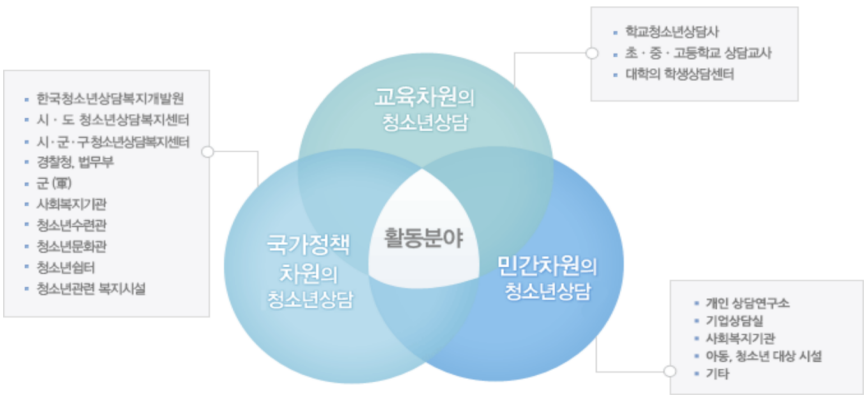 학교청소년상담사
초 · 중 · 고등학교 상담교사
대학의 학생상담센터
교육차원의
청소년상담
한국청소년상담복지개발원
시 · 도 청소년상담복지센터
시 · 군 · 구 청소년상담복지센터
경찰청, 법무부
군 (軍)
사회복지기관
청소년수련관
청소년문화관
청소년쉼터
청소년관련 복지시설
국가정책
차원의
청소년상담
활동분야
민간차원의
청소년상담
개인 상담연구소
기업상담실
사회복지기관
아동, 청소년 대상 시설
기타